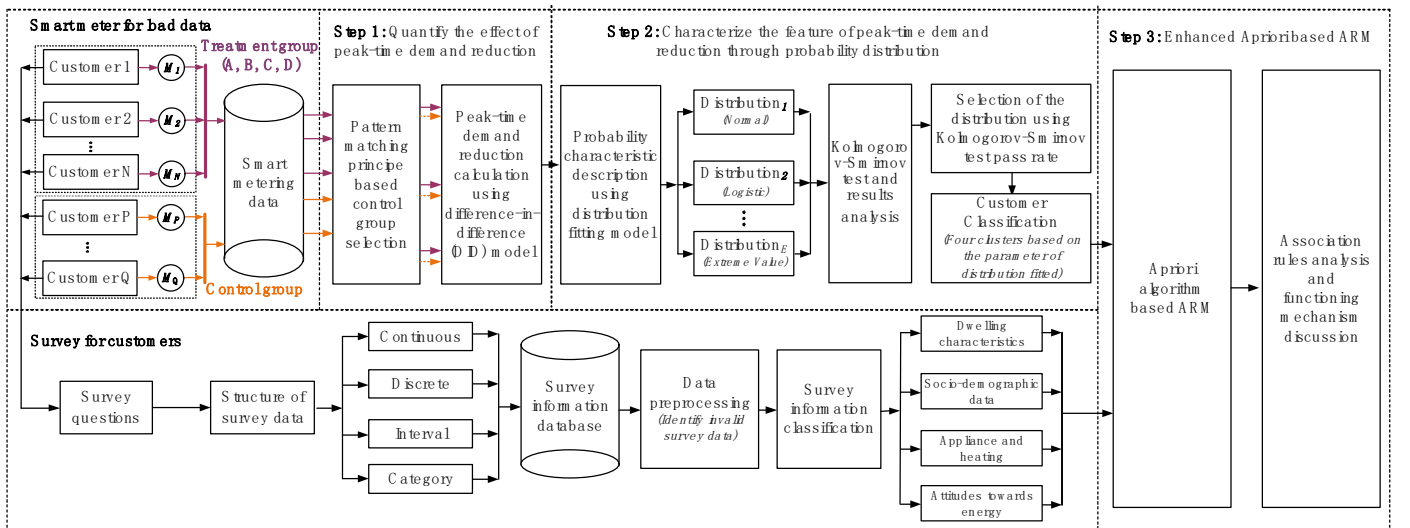 Smart meter for bad data
Customer 1
M1
Customer 2
M2
⋮
Customer N
MN
Customer P
MP
⋮
Customer Q
MQ
Treatment group
(A, B, C, D)
Control group
Smart
metering
data
Step 1: Quantify the effect of
peak-time demand reduction
Pattern
matching
principe
based
control
group
selection
Peak-time
demand
reduction
calculation
using
difference-in-
difference
(DID) model
Step 2: Characterize the feature of peak-time demand
reduction through probability distribution
Probability
characteristic
description
using
distribution
fitting model
Distribution1
(Normal)
Distribution2
(Logistic)
⋮
DistributionE
(Extreme Value)
Kolmogoro
v-Smirnov
test and
results
analysis
Selection of the
distribution using
Kolmogorov-Smirnov
test pass rate
Customer
Classification
(Four clusters based on
the parameter of
distribution fitted)
Step 3: Enhanced Apriori based ARM
Apriori
algorithm
based ARM
Association
rules analysis
and
functioning
mechanism
discussion
Survey for customers
Survey
questions
Structure of
survey data
Continuous
Discrete
Interval
Category
Survey
information
database
Data
preprocessing
(Identify invalid
survey data)
Survey
information
classification
Dwelling
characteristics
Socio-demographic
data
Appliance and
heating
Attitudes towards
energy